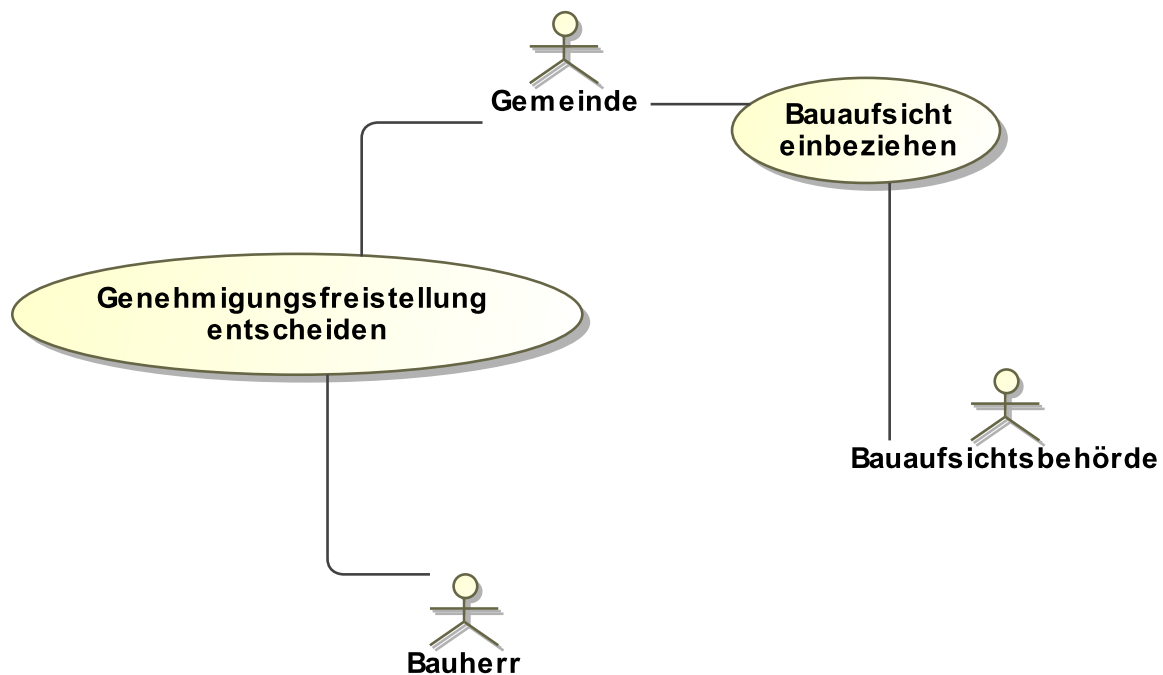 Gemeinde
Bauaufsicht
einbeziehen
Genehmigungsfreistellung
entscheiden
Bauaufsichtsbehörde
Bauherr